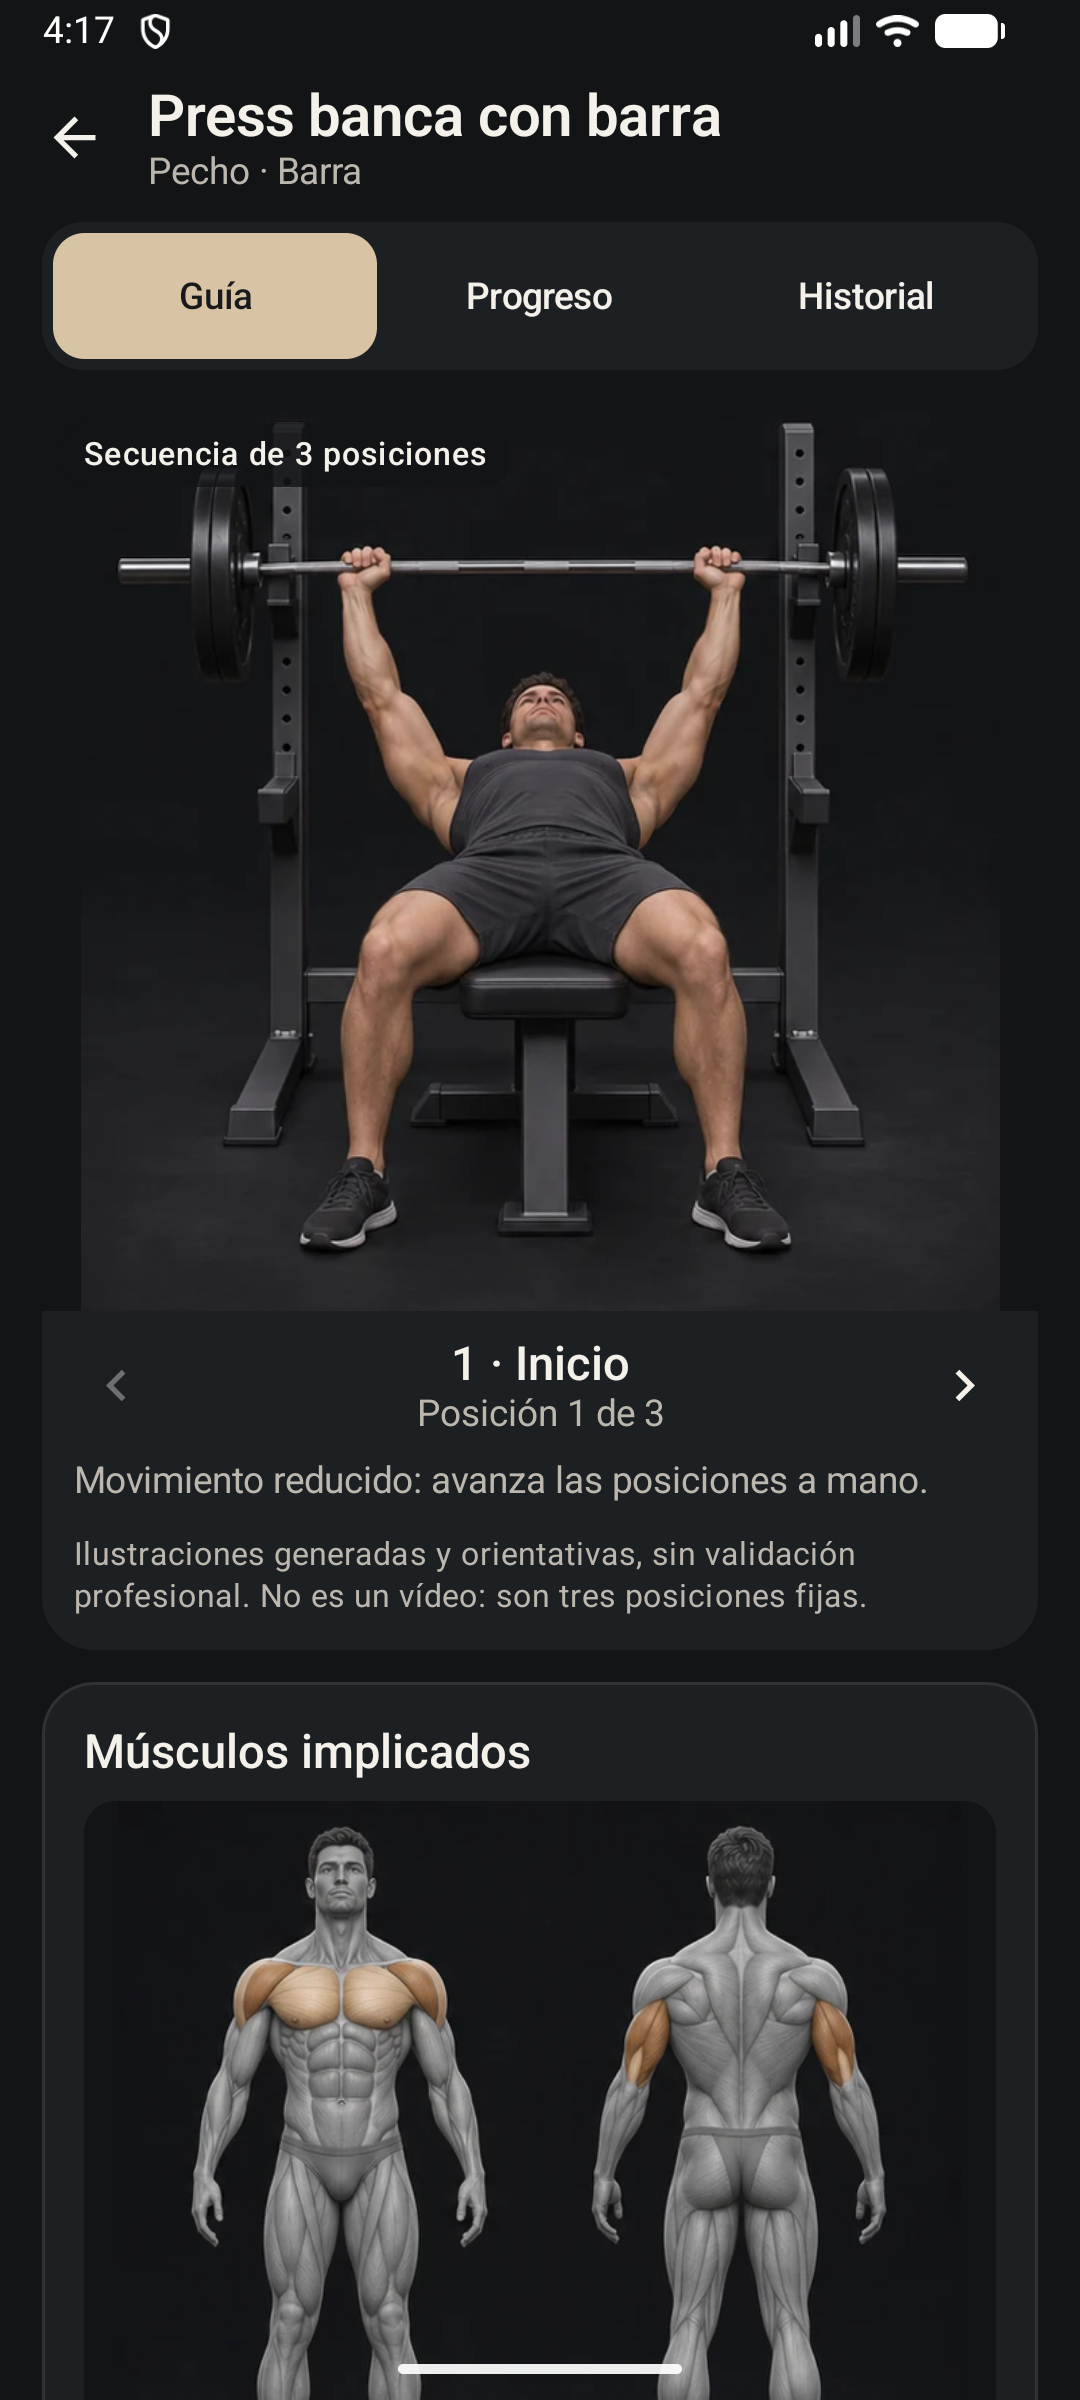 4:17
Press banca con barra
Pecho · Barra
Guía
Progreso
Historial
Secuencia de 3 posiciones
1 · Inicio
Posición 1 de 3
Movimiento reducido: avanza las posiciones a mano.
Ilustraciones generadas y orientativas, sin validación
profesional. No es un vídeo: son tres posiciones fijas.
Músculos implicados